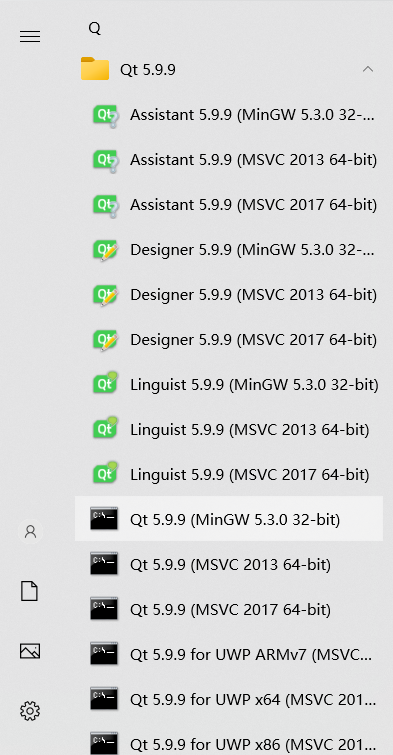 Q
Qt 5.9.9
Assistant 5.9.9 (MinGW 5.3.0 32-...
Assistant 5.9.9 (MSVC 2013 64-bit)
Assistant 5.9.9 (MSVC 2017 64-bit)
Designer 5.9.9 (MinGW 5.3.0 32-...
Designer 5.9.9 (MSVC 2013 64-bit)
Designer 5.9.9 (MSVC 2017 64-bit)
Linguist 5.9.9 (MinGW 5.3.0 32-bit)
Linguist 5.9.9 (MSVC 2013 64-bit)
Linguist 5.9.9 (MSVC 2017 64-bit)
Qt 5.9.9 (MinGW 5.3.0 32-bit)
Qt 5.9.9 (MSVC 2013 64-bit)
Qt 5.9.9 (MSVC 2017 64-bit)
Qt 5.9.9 for UWP ARMv7 (MSVC...
Qt 5.9.9 for UWP x64 (MSVC 201...
Qt 5.9.9 for UWP x86 (MSVC 201...